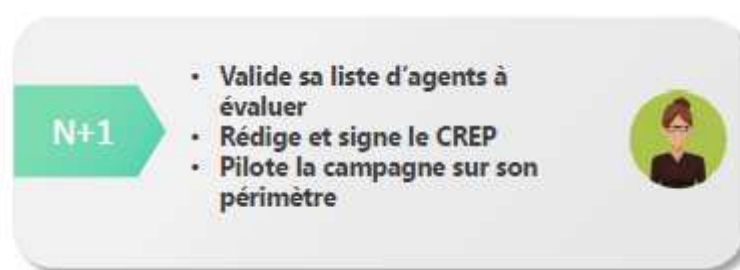 N+1
• Valide sa liste d'agents à
évaluer
• Rédige et signe le CREP
• Pilote la campagne sur son
périmètre